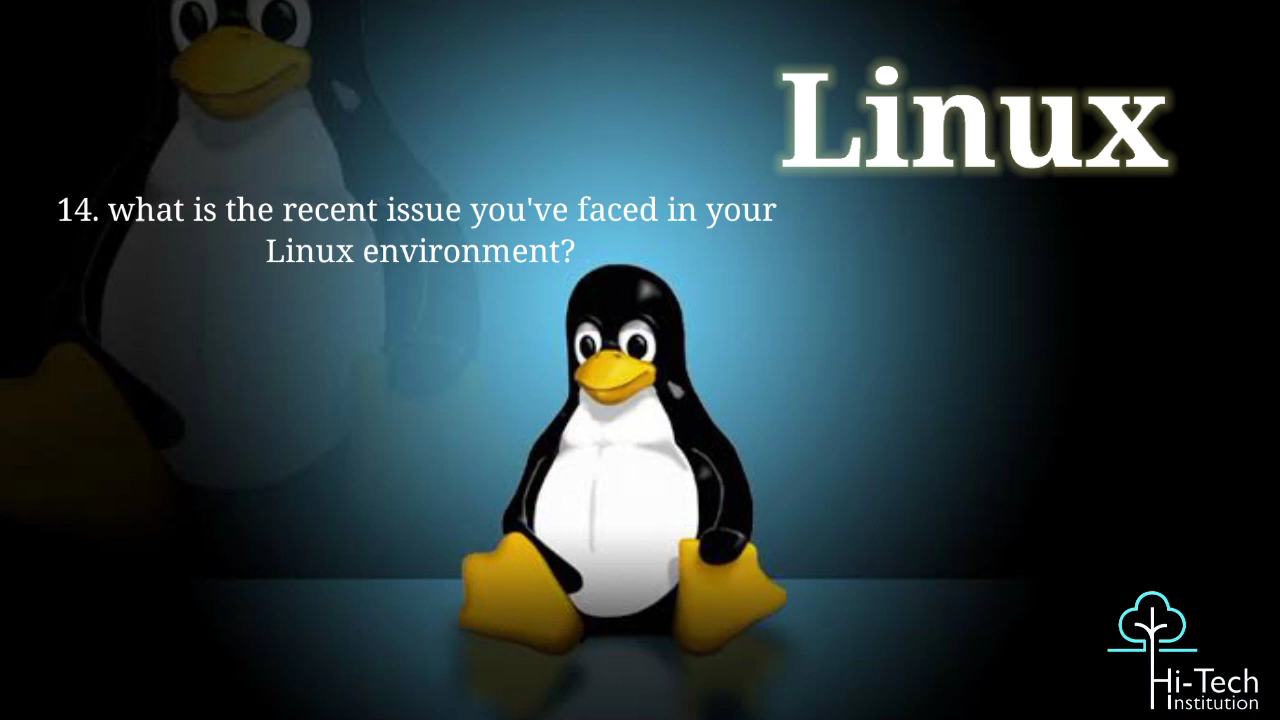 Linux
14. what is the recent issue you've faced in your
Linux environment?
Hi-Tech
Institution